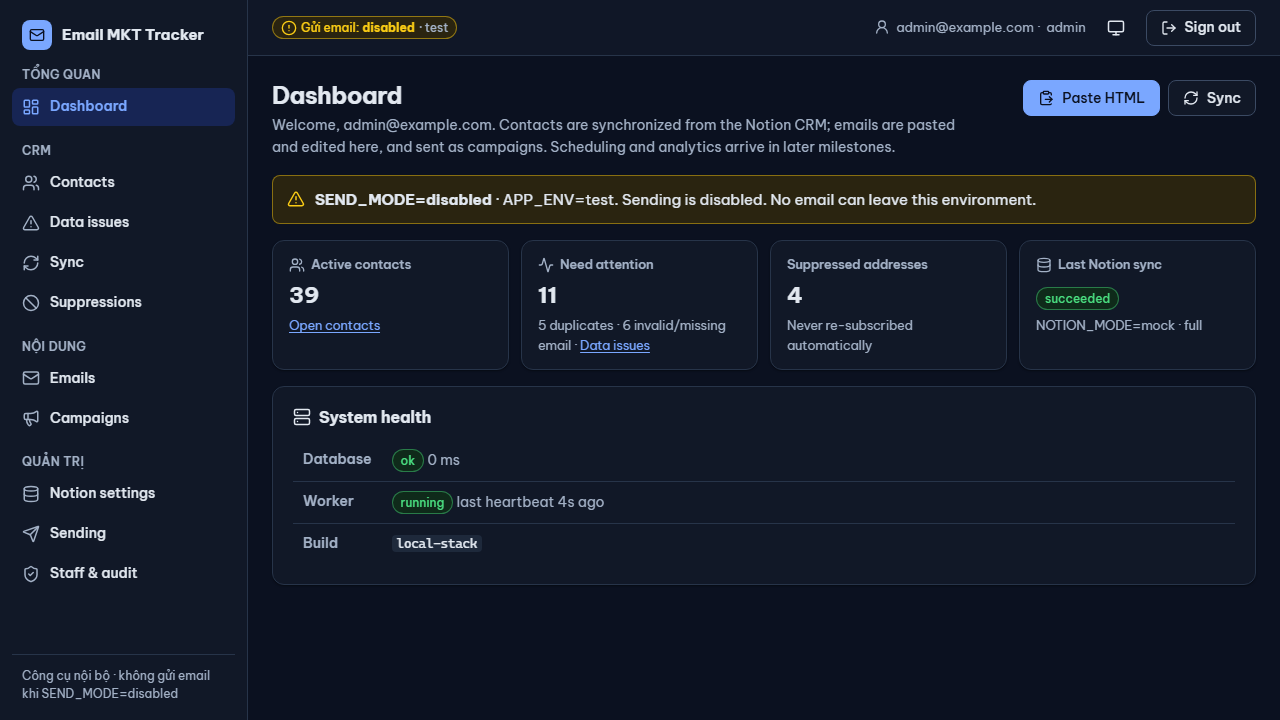 Email MKT Tracker
TỔNG QUAN
Dashboard
CRM
Contacts
Data issues
Sync
Suppressions
NỘI DUNG
Emails
Campaigns
QUẢN TRỊ
Notion settings
Sending
Staff & audit
Công cụ nội bộ · không gửi email
khi SEND_MODE=disabled
Gửi email: disabled · test
admin@example.com · admin
Sign out
Dashboard
Welcome, admin@example.com. Contacts are synchronized from the Notion CRM; emails are pasted
and edited here, and sent as campaigns. Scheduling and analytics arrive in later milestones.
Paste HTML
Sync
SEND_MODE=disabled · APP_ENV=test. Sending is disabled. No email can leave this environment.
Active contacts
39
Open contacts
Need attention
11
5 duplicates · 6 invalid/missing
email · Data issues
Suppressed addresses
4
Never re-subscribed
automatically
Last Notion sync
succeeded
NOTION_MODE=mock · full
System health
Database ok 0 ms
Worker running last heartbeat 4s ago
Build local-stack